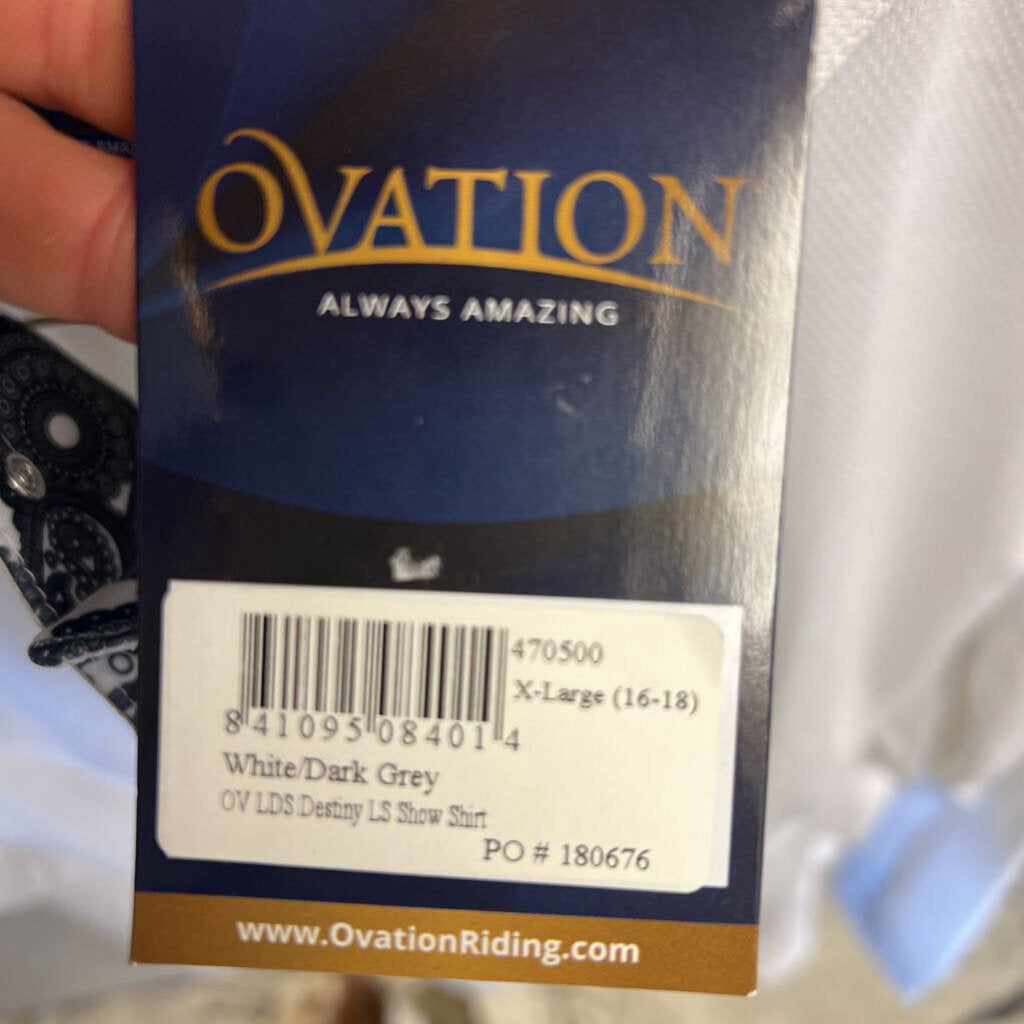 OVATION
ALWAYS AMAZING
470500
X-Large (16-18)
8 41095 08401 4
White/Dark Grey
OV LDS Destiny LS Show Shirt
PO # 180676
www.OvationRiding.com